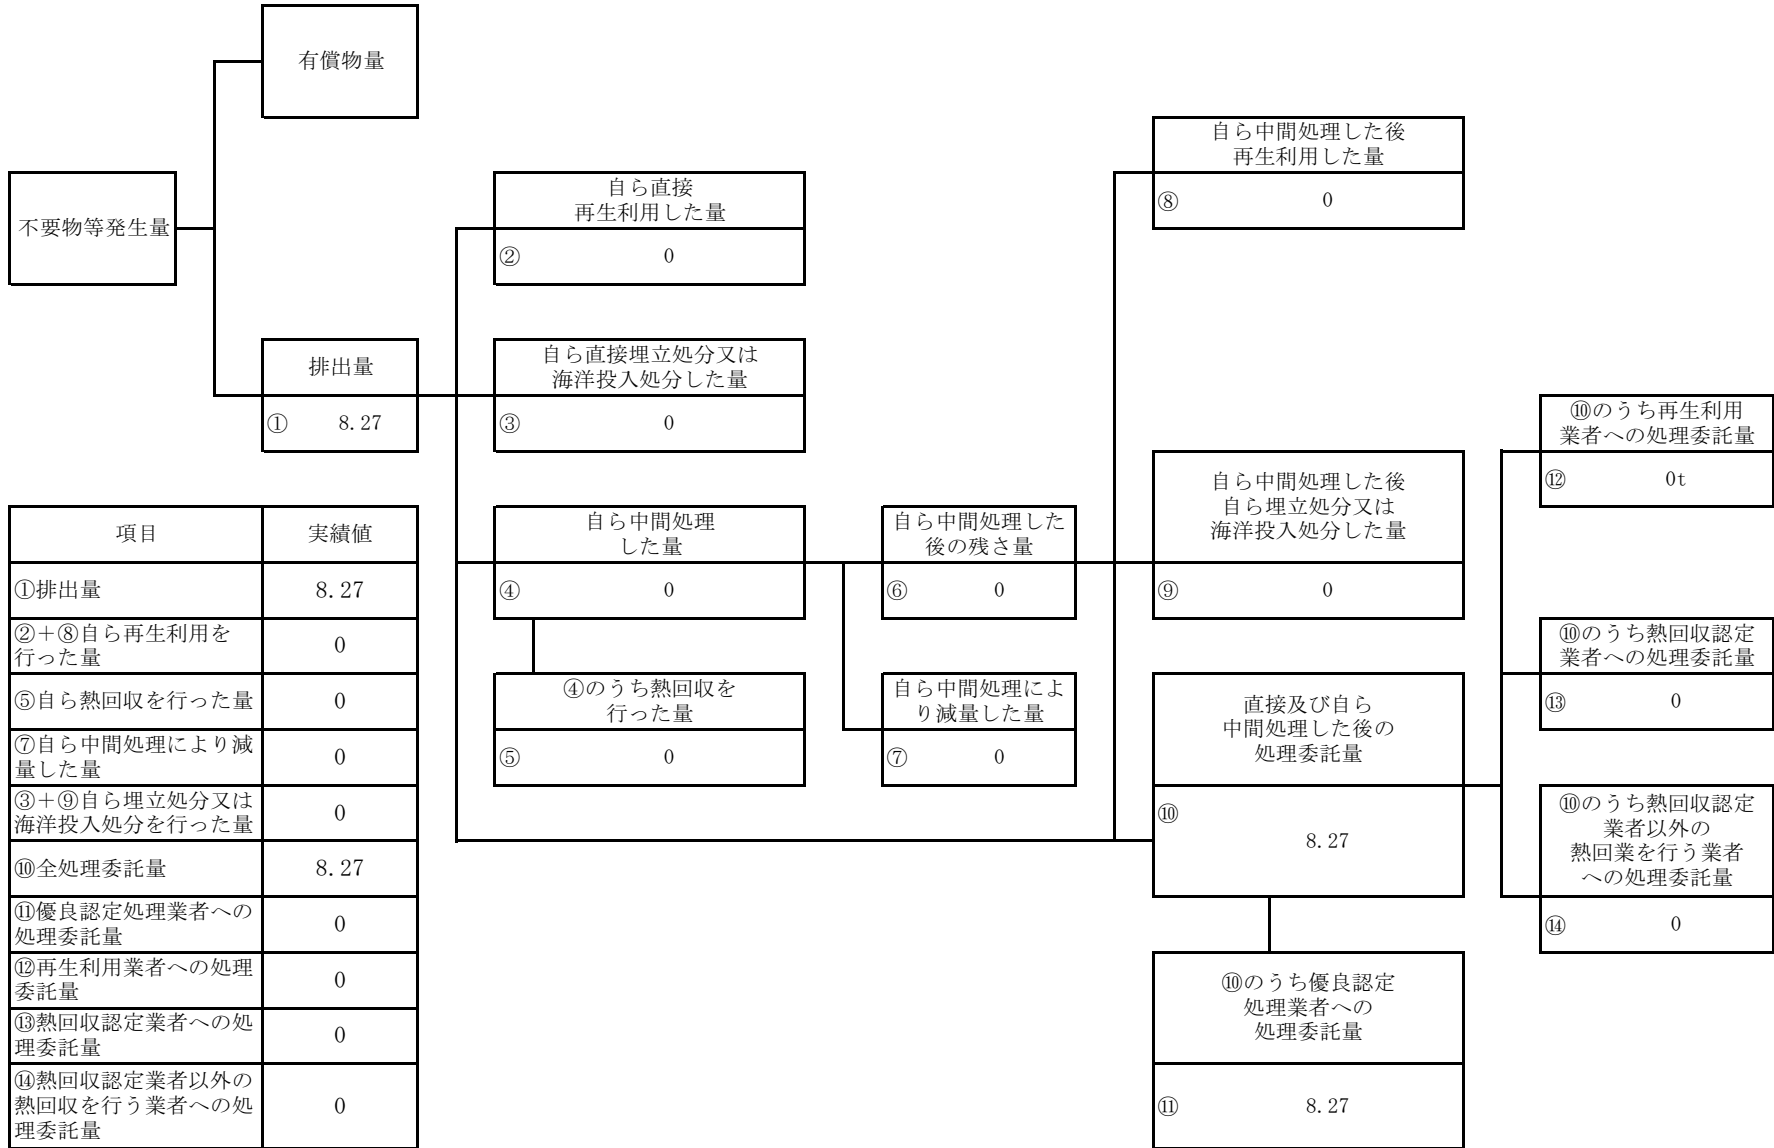 有償物量
不要物等発生量
排出量
① 8.27
自ら直接
再生利用した量
② 0
自ら直接埋立処分又は
海洋投入処分した量
③ 0
自ら中間処理
した量
④ 0
④のうち熱回収を
行った量
⑤ 0
自ら中間処理した
後の残さ量
⑥ 0
自ら中間処理によ
り減量した量
⑦ 0
自ら中間処理した後
再生利用した量
⑧ 0
自ら中間処理した後
自ら埋立処分又は
海洋投入処分した量
⑨ 0
直接及び自ら
中間処理した後の
処理委託量
⑩
8.27
⑩のうち優良認定
処理業者への
処理委託量
⑪ 8.27
⑩のうち再生利用
業者への処理委託量
⑫ 0t
⑩のうち熱回収認定
業者への処理委託量
⑬ 0
⑩のうち熱回収認定
業者以外の
熱回業を行う業者
への処理委託量
⑭ 0
項目 実績値
①排出量 8.27
②＋⑧自ら再生利用を
行った量 0
⑤自ら熱回収を行った量 0
⑦自ら中間処理により減
量した量 0
③＋⑨自ら埋立処分又は
海洋投入処分を行った量 0
⑩全処理委託量 8.27
⑪優良認定処理業者への
処理委託量 0
⑫再生利用業者への処理
委託量 0
⑬熱回収認定業者への処
理委託量 0
⑭熱回収認定業者以外の
熱回収を行う業者への処
理委託量 0